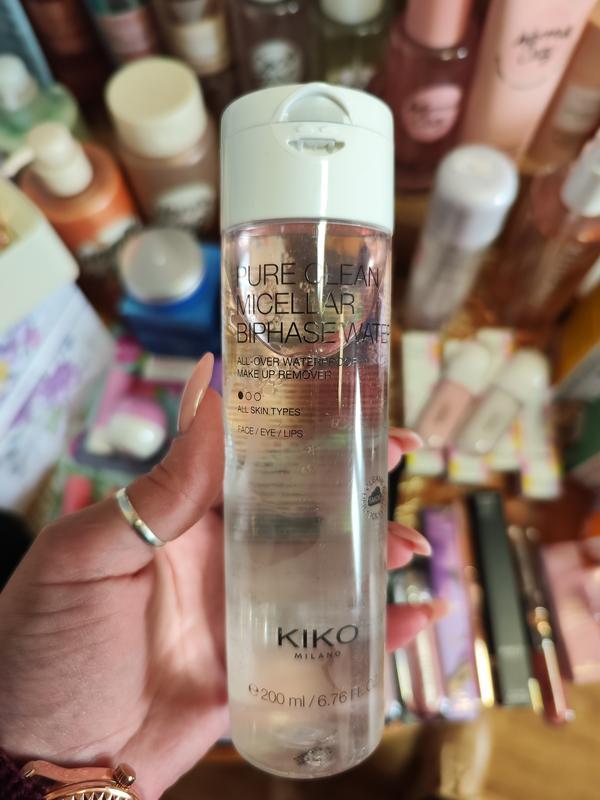 PURE CLEAN
MICELLAR
BIPHASE WATER
ALL-OVER WATERPROOF
MAKE UP REMOVER
ALL SKIN TYPES
FACE / EYE / LIPS
KIKO
MILANO
℮ 200 ml / 6.76 FL.OZ